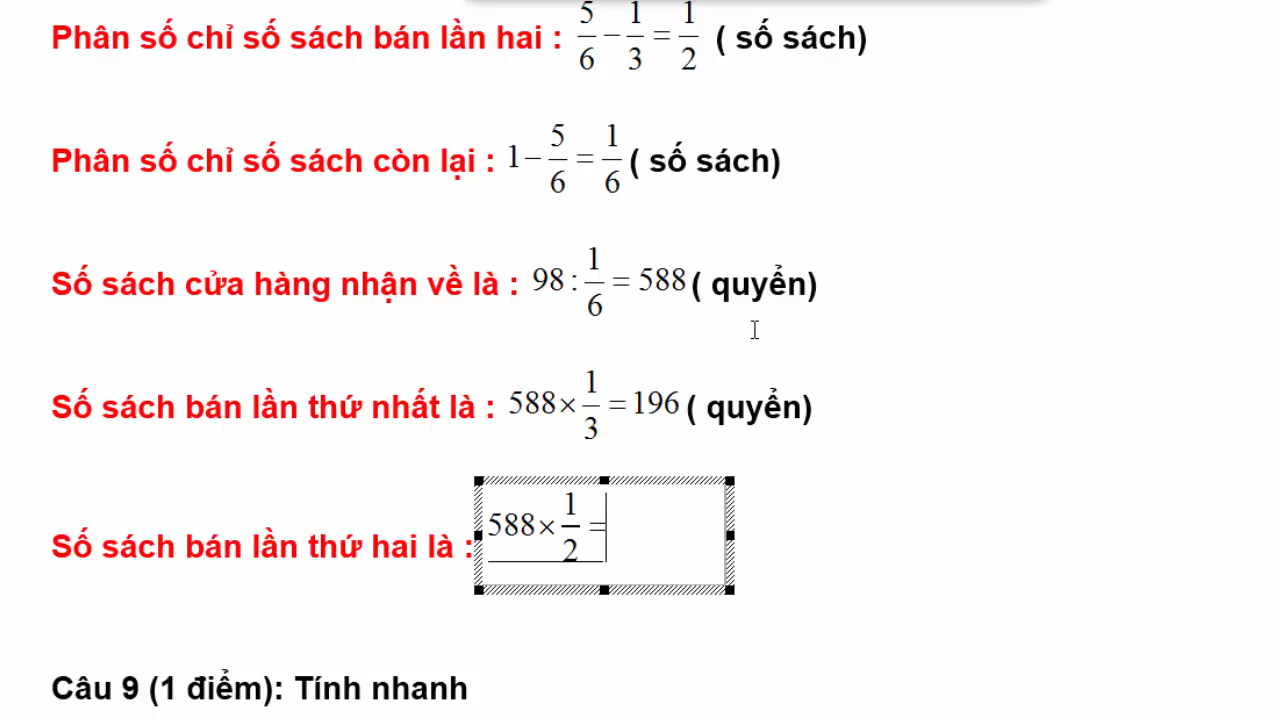 Phân số chỉ số sách bán lần hai : 5/6 − 1/3 = 1/2 ( số sách)
Phân số chỉ số sách còn lại : 1 − 5/6 = 1/6 ( số sách)
Số sách cửa hàng nhận về là : 98 : 1/6 = 588 ( quyển)
Số sách bán lần thứ nhất là : 588 × 1/3 = 196 ( quyển)
Số sách bán lần thứ hai là : 588 × 1/2 =
Câu 9 (1 điểm): Tính nhanh